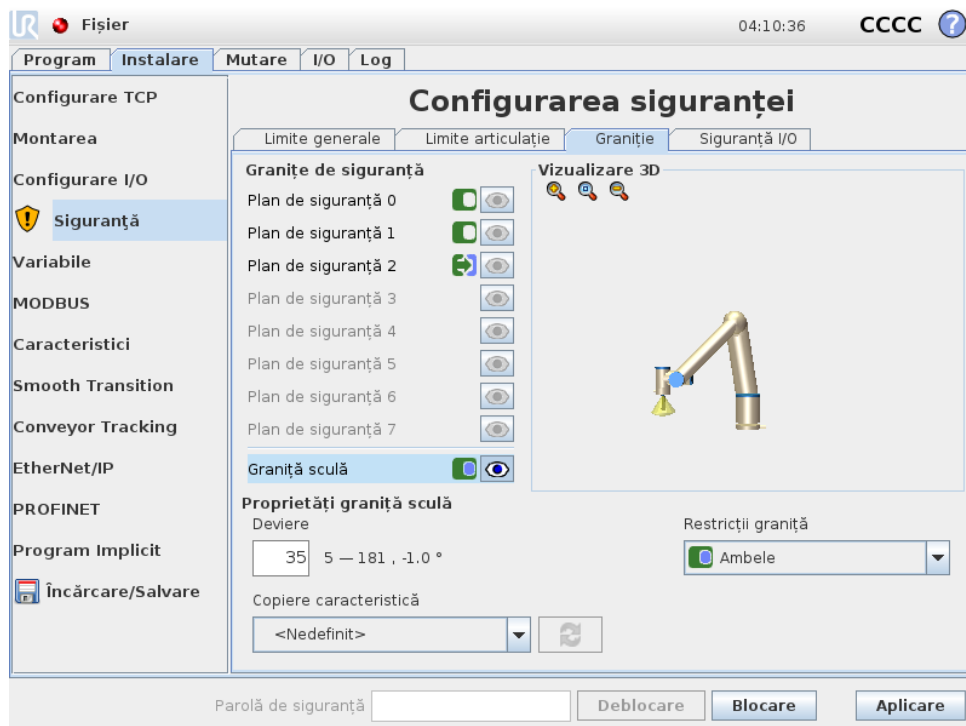 UR Fișier 04:10:36 CCCC ?
Program Instalare Mutare I/O Log
Configurare TCP
Montarea
Configurare I/O
Siguranță
Variabile
MODBUS
Caracteristici
Smooth Transition
Conveyor Tracking
EtherNet/IP
PROFINET
Program Implicit
Încărcare/Salvare
Configurarea siguranței
Limite generale Limite articulație Graniție Siguranță I/O
Granițe de siguranță
Plan de siguranță 0
Plan de siguranță 1
Plan de siguranță 2
Plan de siguranță 3
Plan de siguranță 4
Plan de siguranță 5
Plan de siguranță 6
Plan de siguranță 7
Graniță sculă
Vizualizare 3D
Proprietăți graniță sculă
Deviere
35 5 — 181 , -1.0 °
Restricții graniță
Ambele
Copiere caracteristică
<Nedefinit>
Parolă de siguranță Deblocare Blocare Aplicare